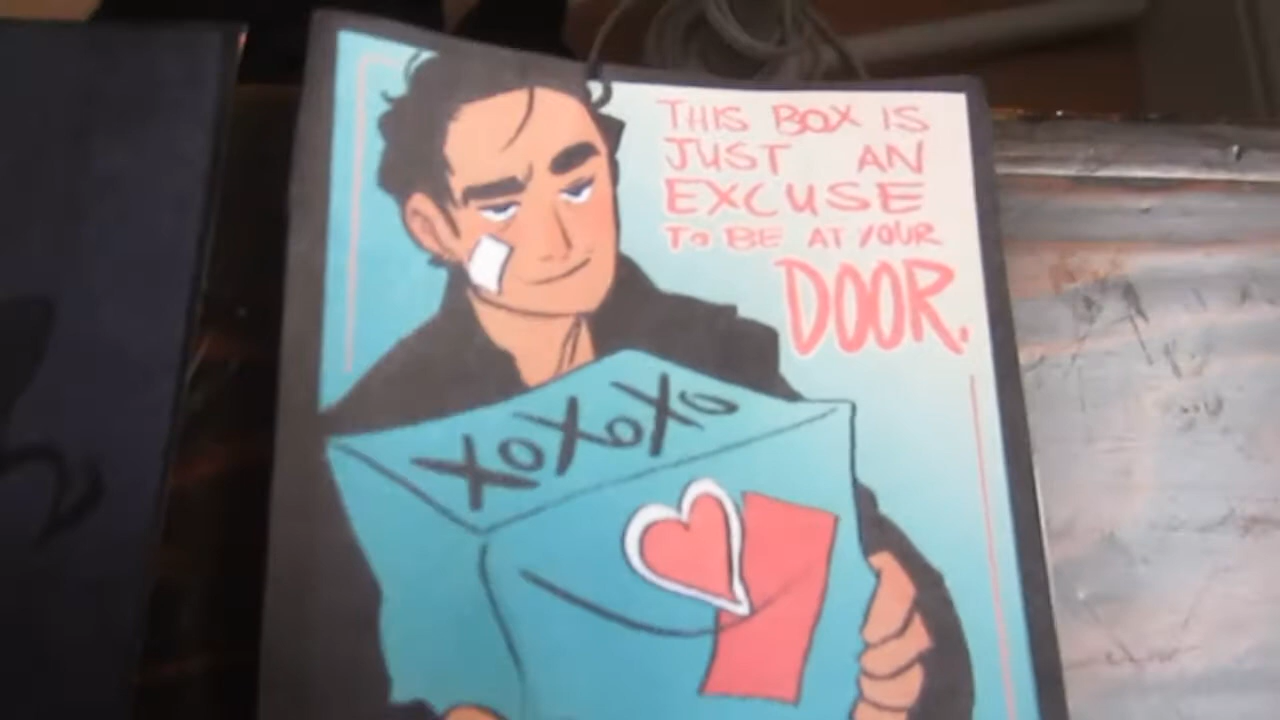 THIS BOX IS
JUST AN
EXCUSE
TO BE AT YOUR
DOOR.
XOXOXO